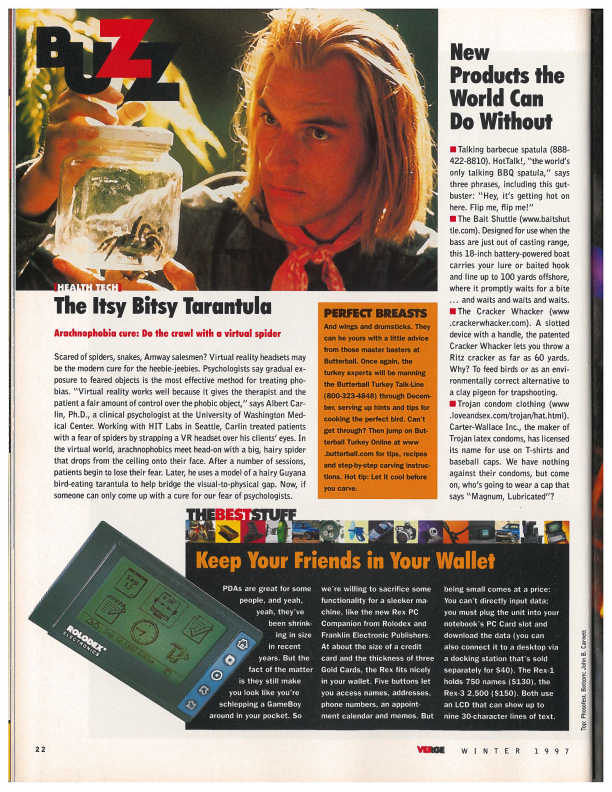 BUZZ
HEALTH TECH
The Itsy Bitsy Tarantula
Arachnophobia cure: Do the crawl with a virtual spider
Scared of spiders, snakes, Amway salesmen? Virtual reality headsets may
be the modern cure for the heebie-jeebies. Psychologists say gradual ex-
posure to feared objects is the most effective method for treating pho-
bias. "Virtual reality works well because it gives the therapist and the
patient a fair amount of control over the phobic object," says Albert Car-
lin, Ph.D., a clinical psychologist at the University of Washington Med-
ical Center. Working with HIT Labs in Seattle, Carlin treated patients
with a fear of spiders by strapping a VR headset over his clients' eyes. In
the virtual world, arachnophobics meet head-on with a big, hairy spider
that drops from the ceiling onto their face. After a number of sessions,
patients begin to lose their fear. Later, he uses a model of a hairy Guyana
bird-eating tarantula to help bridge the visual-to-physical gap. Now, if
someone can only come up with a cure for our fear of psychologists.
PERFECT BREASTS
And wings and drumsticks. They
can be yours with a little advice
from those master basters at
Butterball. Once again, the
turkey experts will be manning
the Butterball Turkey Talk-Line
(800-323-4848) through Decem-
ber, serving up hints and tips for
cooking the perfect bird. Can't
get through? Then jump on But-
terball Turkey Online at www
.butterball.com for tips, recipes
and step-by-step carving instruc-
tions. Hot tip: Let it cool before
you carve.
New
Products the
World Can
Do Without
Talking barbecue spatula (888-
422-8810). HotTalk!, "the world's
only talking BBQ spatula," says
three phrases, including this gut-
buster: "Hey, it's getting hot on
here. Flip me, flip me!"
The Bait Shuttle (www.baitshut
tle.com). Designed for use when the
bass are just out of casting range,
this 18-inch battery-powered boat
carries your lure or baited hook
and line up to 100 yards offshore,
where it promptly waits for a bite
... and waits and waits and waits.
The Cracker Whacker (www
.crackerwhacker.com). A slotted
device with a handle, the patented
Cracker Whacker lets you throw a
Ritz cracker as far as 60 yards.
Why? To feed birds or as an envi-
ronmentally correct alternative to
a clay pigeon for trapshooting.
Trojan condom clothing (www
.loveandsex.com/trojan/hat.html).
Carter-Wallace Inc., the maker of
Trojan latex condoms, has licensed
its name for use on T-shirts and
baseball caps. We have nothing
against their condoms, but come
on, who's going to wear a cap that
says "Magnum, Lubricated"?
THEBESTSTUFF
Keep Your Friends in Your Wallet
PDAs are great for some
people, and yeah,
yeah, they've
been shrink-
ing in size
in recent
years. But the
fact of the matter
is they still make
you look like you're
schlepping a GameBoy
around in your pocket. So
we're willing to sacrifice some
functionality for a sleeker ma-
chine, like the new Rex PC
Companion from Rolodex and
Franklin Electronic Publishers.
At about the size of a credit
card and the thickness of three
Gold Cards, the Rex fits nicely
in your wallet. Five buttons let
you access names, addresses,
phone numbers, an appoint-
ment calendar and memos. But
being small comes at a price:
You can't directly input data;
you must plug the unit into your
notebook's PC Card slot and
download the data (you can
also connect it to a desktop via
a docking station that's sold
separately for $40). The Rex-1
holds 750 names ($130), the
Rex-3 2,500 ($150). Both use
an LCD that can show up to
nine 30-character lines of text.
Sep
12
ROLODEX
ELECTRONICS
Top: Photofest, Bottom: John B. Carnett
22
VERGE WINTER 1997